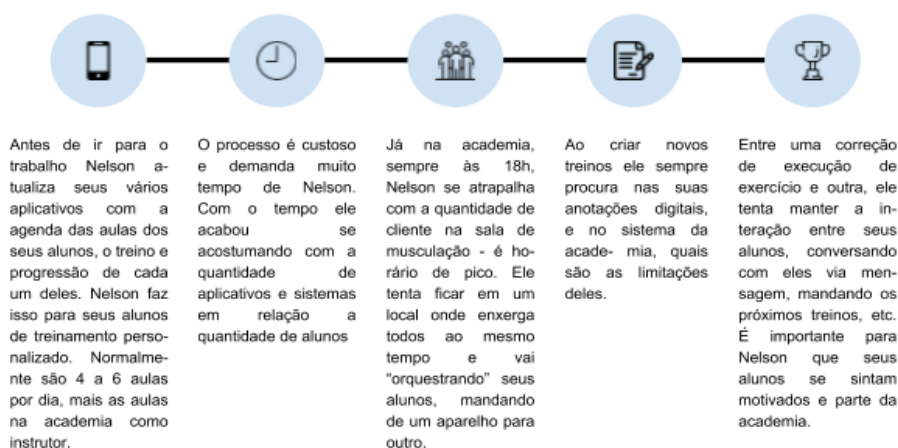 Antes de ir para o
trabalho Nelson a-
tualiza seus vários
aplicativos com a
agenda das aulas dos
seus alunos, o treino e
progressão de cada
um deles. Nelson faz
isso para seus alunos
de treinamento perso-
nalizado. Normalme-
nte são 4 a 6 aulas
por dia, mais as aulas
na academia como
instrutor.
O processo é custoso
e demanda muito
tempo de Nelson.
Com o tempo ele
acabou se
acostumando com a
quantidade de
aplicativos e sistemas
em relação a
quantidade de alunos
Já na academia,
sempre às 18h,
Nelson se atrapalha
com a quantidade de
cliente na sala de
musculação - é ho-
rário de pico. Ele
tenta ficar em um
local onde enxerga
todos ao mesmo
tempo e vai
"orquestrando" seus
alunos, mandando
de um aparelho para
outro.
Ao criar novos
treinos ele sempre
procura nas suas
anotações digitais,
e no sistema da
acade- mia, quais
são as limitações
deles.
Entre uma correção
de execução de
exercício e outra, ele
tenta manter a in-
teração entre seus
alunos, conversando
com eles via men-
sagem, mandando os
próximos treinos, etc.
É importante para
Nelson que seus
alunos se sintam
motivados e parte da
academia.